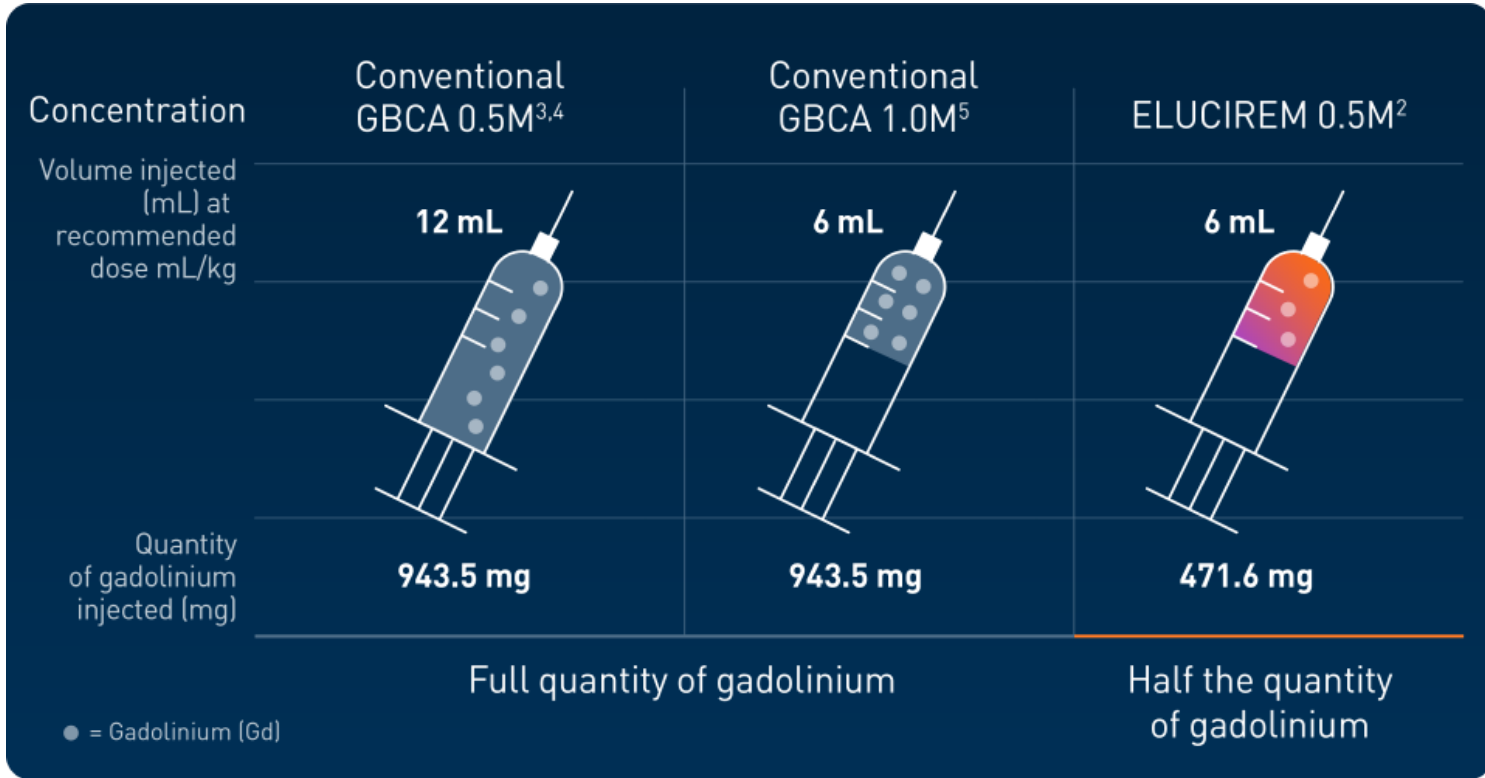 Concentration
Conventional
GBCA 0.5M3,4
Conventional
GBCA 1.0M5
ELUCIREM 0.5M2
Volume injected
(mL) at
recommended
dose mL/kg
12 mL
6 mL
6 mL
Quantity
of gadolinium
injected (mg)
943.5 mg
943.5 mg
471.6 mg
Full quantity of gadolinium
Half the quantity
of gadolinium
= Gadolinium (Gd)